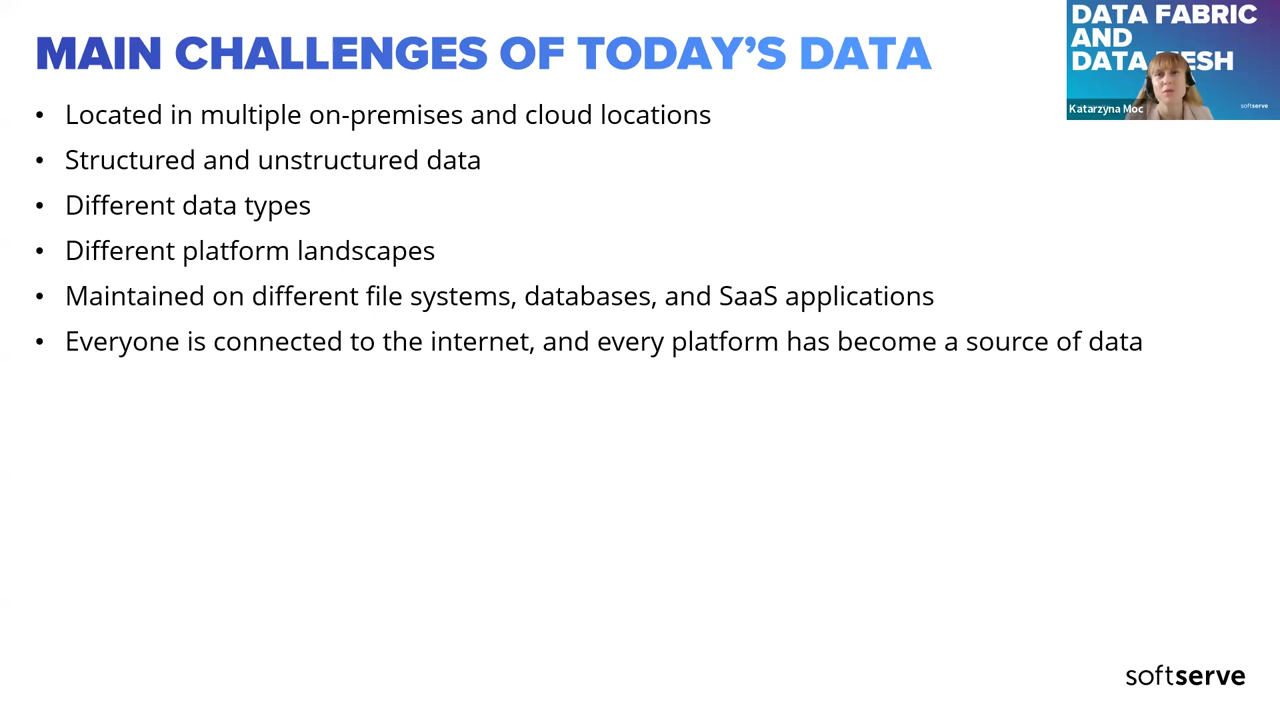 MAIN CHALLENGES OF TODAY’S DATA
• Located in multiple on-premises and cloud locations
• Structured and unstructured data
• Different data types
• Different platform landscapes
• Maintained on different file systems, databases, and SaaS applications
• Everyone is connected to the internet, and every platform has become a source of data
DATA FABRIC
AND
DATA MESH
Katarzyna Moc
softserve
softserve